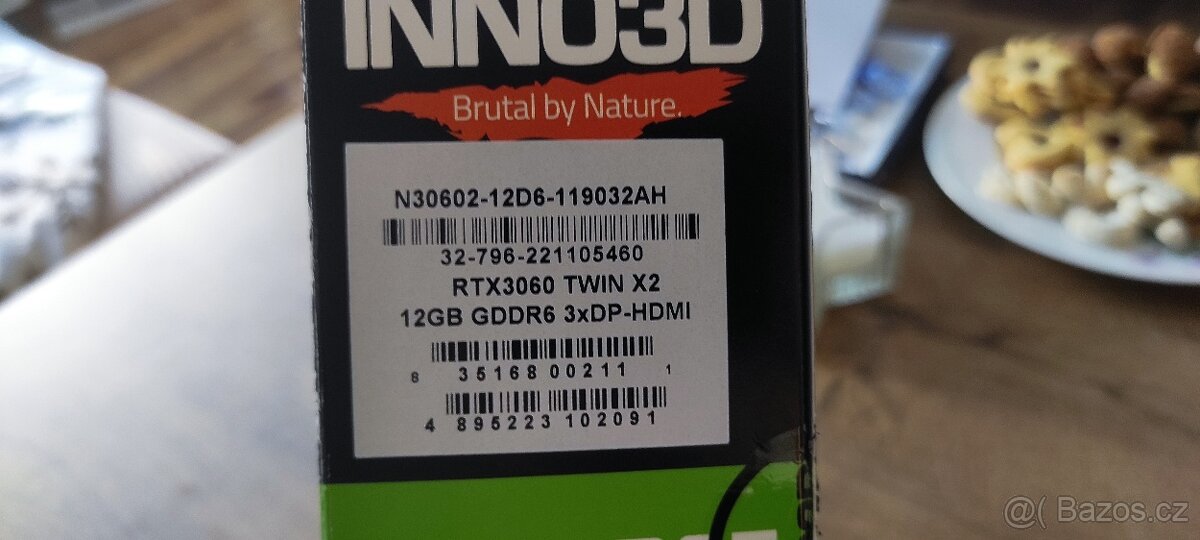 INNO3D
Brutal by Nature.
N30602-12D6-119032AH
32-796-221105460
RTX3060 TWIN X2
12GB GDDR6 3xDP-HDMI
8 35168 00211 1
4 895223 102091
@( Bazos.cz